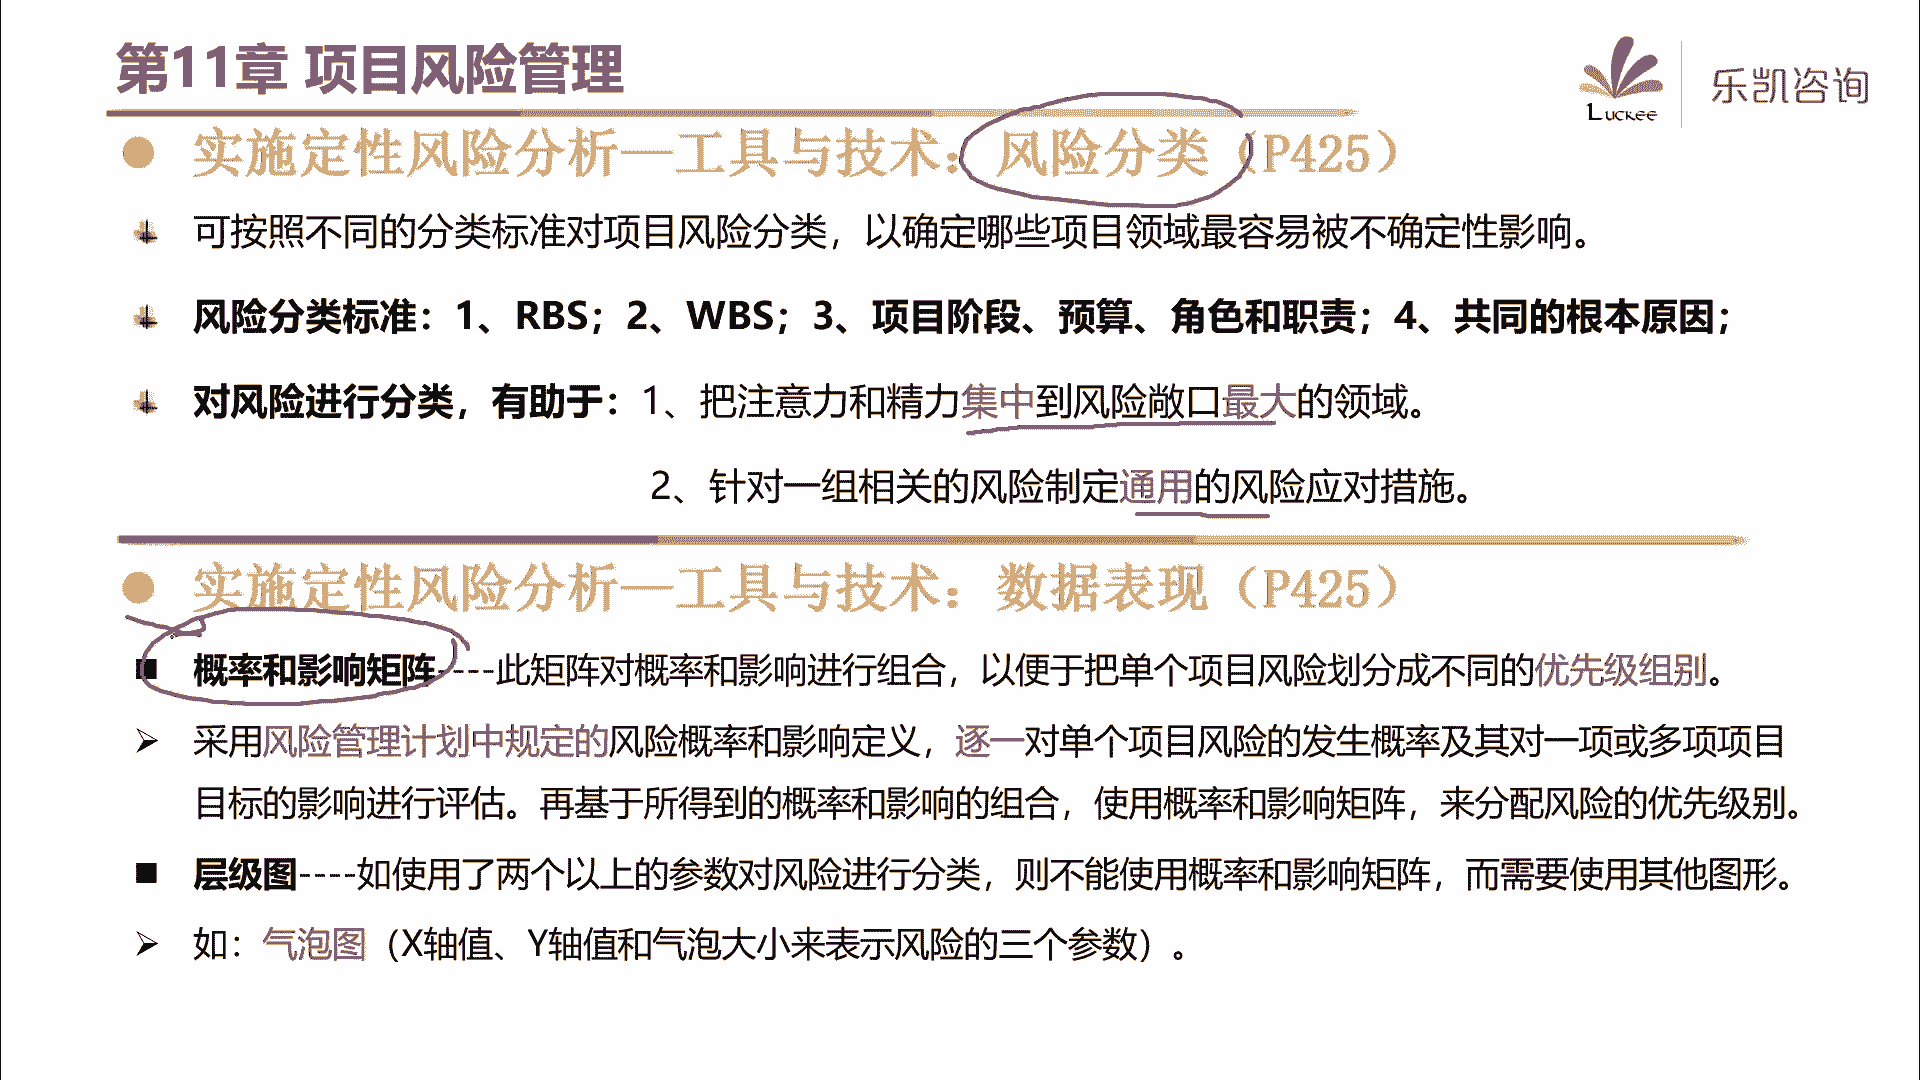 第11章 项目风险管理
Luckee
乐凯咨询
实施定性风险分析—工具与技术：风险分类（P425）
可按照不同的分类标准对项目风险分类，以确定哪些项目领域最容易被不确定性影响。
风险分类标准：1、RBS；2、WBS；3、项目阶段、预算、角色和职责；4、共同的根本原因；
对风险进行分类，有助于：1、把注意力和精力集中到风险敞口最大的领域。
2、针对一组相关的风险制定通用的风险应对措施。
实施定性风险分析—工具与技术：数据表现（P425）
概率和影响矩阵----此矩阵对概率和影响进行组合，以便于把单个项目风险划分成不同的优先级组别。
采用风险管理计划中规定的风险概率和影响定义，逐一对单个项目风险的发生概率及其对一项或多项项目
目标的影响进行评估。再基于所得到的概率和影响的组合，使用概率和影响矩阵，来分配风险的优先级别。
层级图----如使用了两个以上的参数对风险进行分类，则不能使用概率和影响矩阵，而需要使用其他图形。
如：气泡图（X轴值、Y轴值和气泡大小来表示风险的三个参数）。